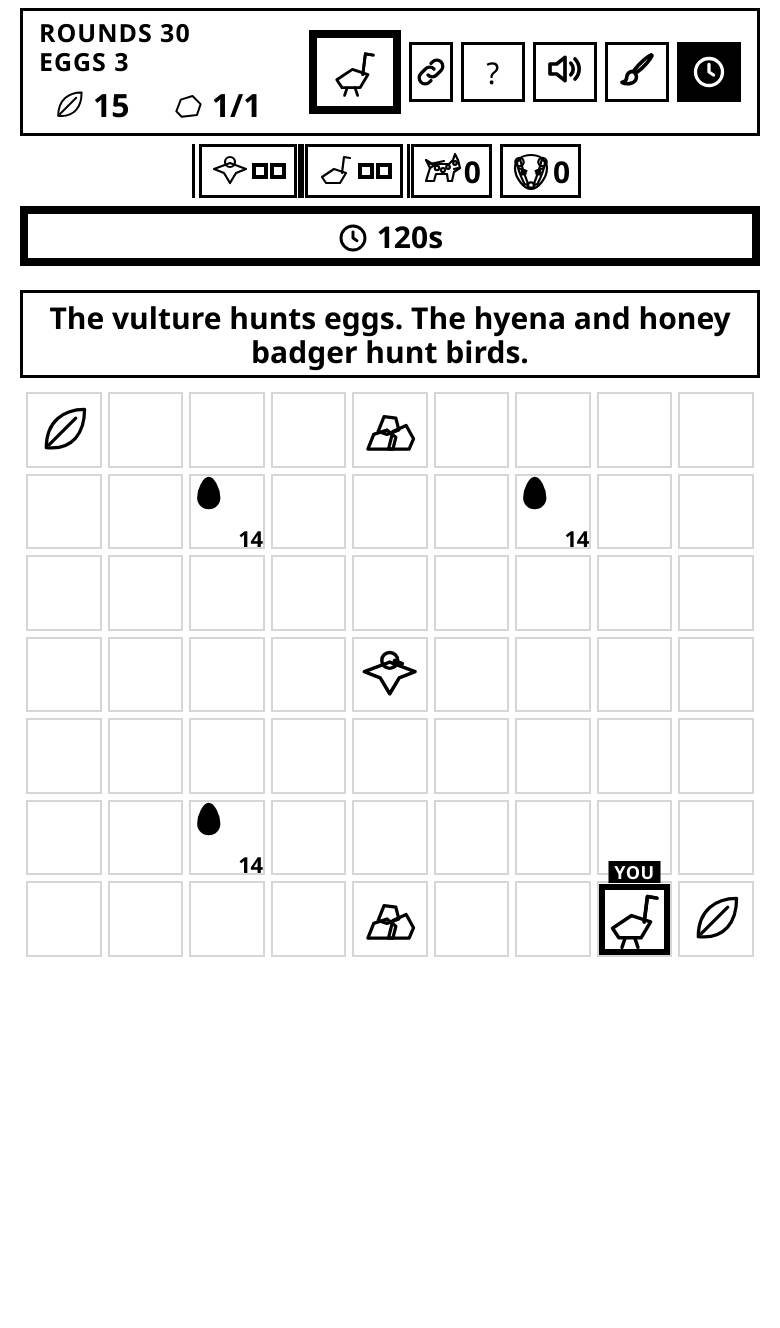 ROUNDS 30
EGGS 3
15 1/1
?
0 0
120s
The vulture hunts eggs. The hyena and honey
badger hunt birds.
14 14
14
YOU